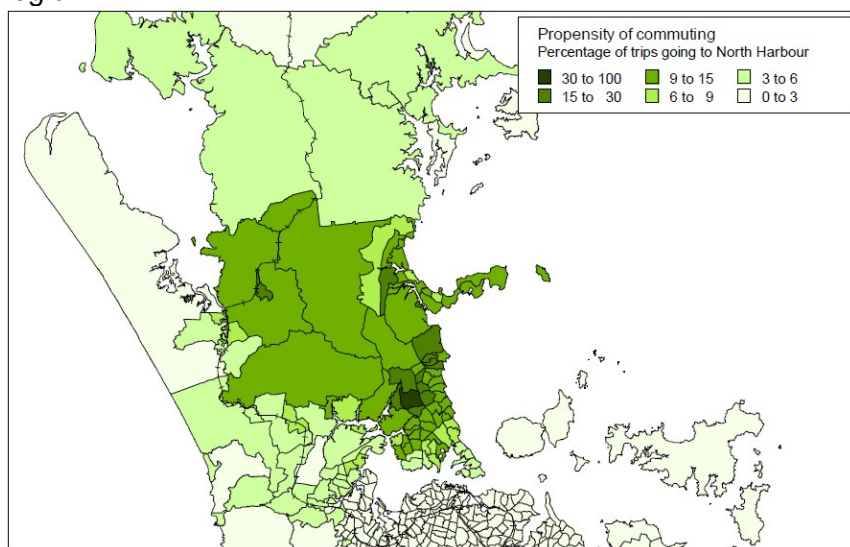 Propensity of commuting
Percentage of trips going to North Harbour
30 to 100 9 to 15 3 to 6
15 to 30 6 to 9 0 to 3